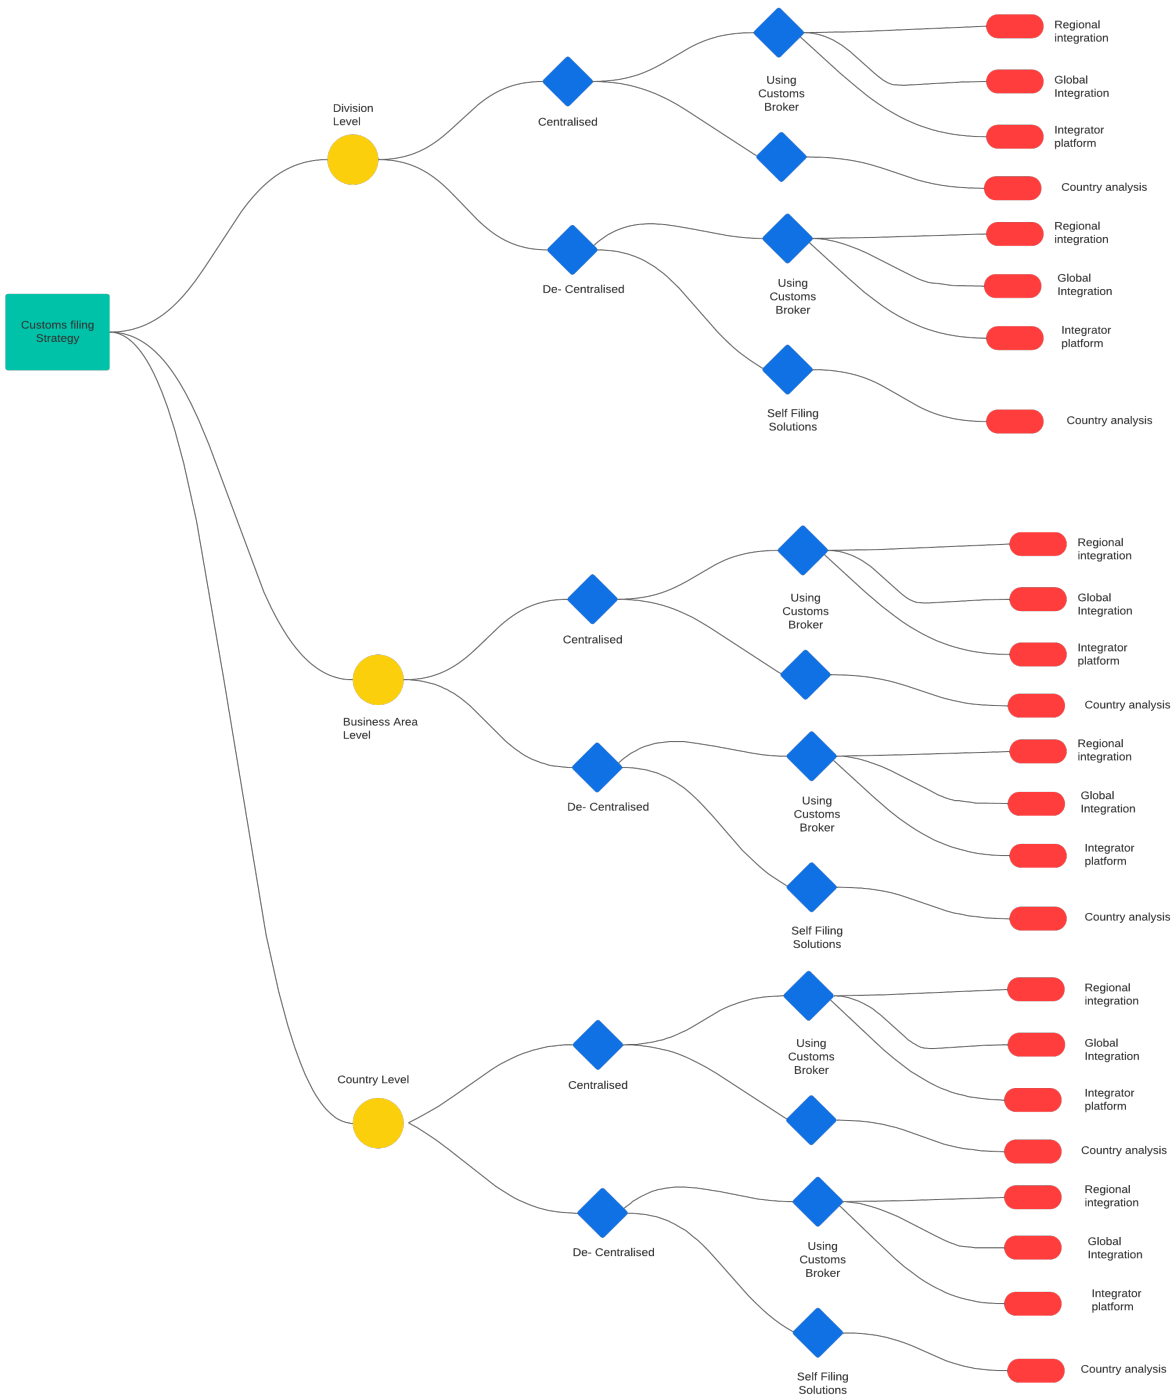 Customs filing
Strategy
Division
Level
Centralised
Using
Customs
Broker
Regional
integration
Global
Integration
Integrator
platform
Country analysis
De- Centralised
Using
Customs
Broker
Regional
integration
Global
Integration
Integrator
platform
Self Filing
Solutions
Country analysis
Business Area
Level
Centralised
Using
Customs
Broker
Regional
integration
Global
Integration
Integrator
platform
Country analysis
De- Centralised
Using
Customs
Broker
Regional
integration
Global
Integration
Integrator
platform
Self Filing
Solutions
Country analysis
Country Level
Centralised
Using
Customs
Broker
Regional
integration
Global
Integration
Integrator
platform
Country analysis
De- Centralised
Using
Customs
Broker
Regional
integration
Global
Integration
Integrator
platform
Self Filing
Solutions
Country analysis